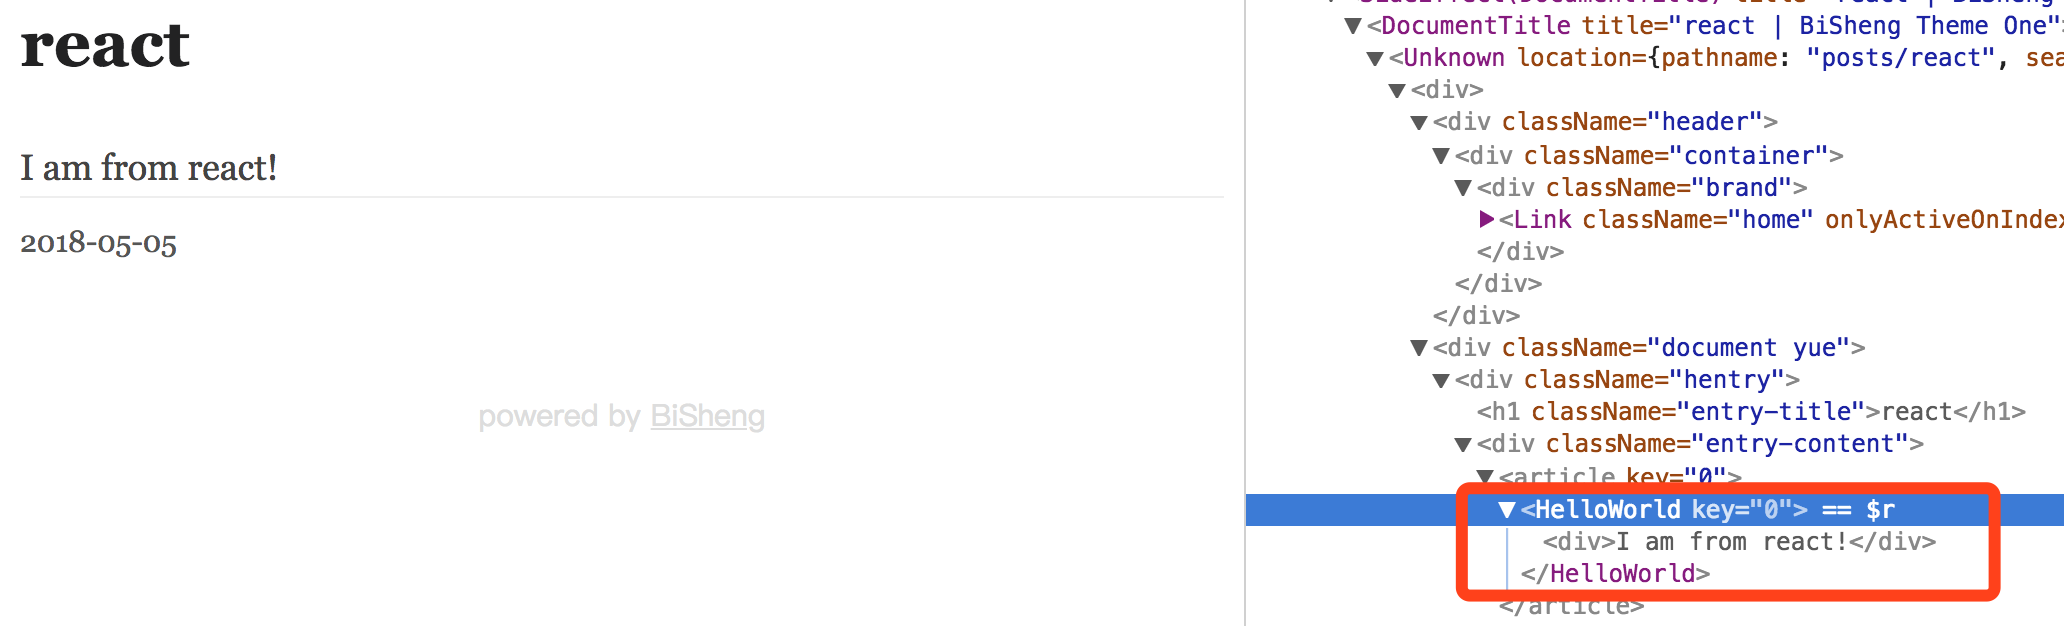 react
I am from react!
2018-05-05
powered by BiSheng
<DocumentTitle title="react | BiSheng Theme One">
<Unknown location={pathname: "posts/react", sea
<div>
<div className="header">
<div className="container">
<div className="brand">
<Link className="home" onlyActiveOnIndex
</div>
</div>
</div>
<div className="document yue">
<div className="hentry">
<h1 className="entry-title">react</h1>
<div className="entry-content">
<article key="0">
<HelloWorld key="0"> == $r
<div>I am from react!</div>
</HelloWorld>
</article>